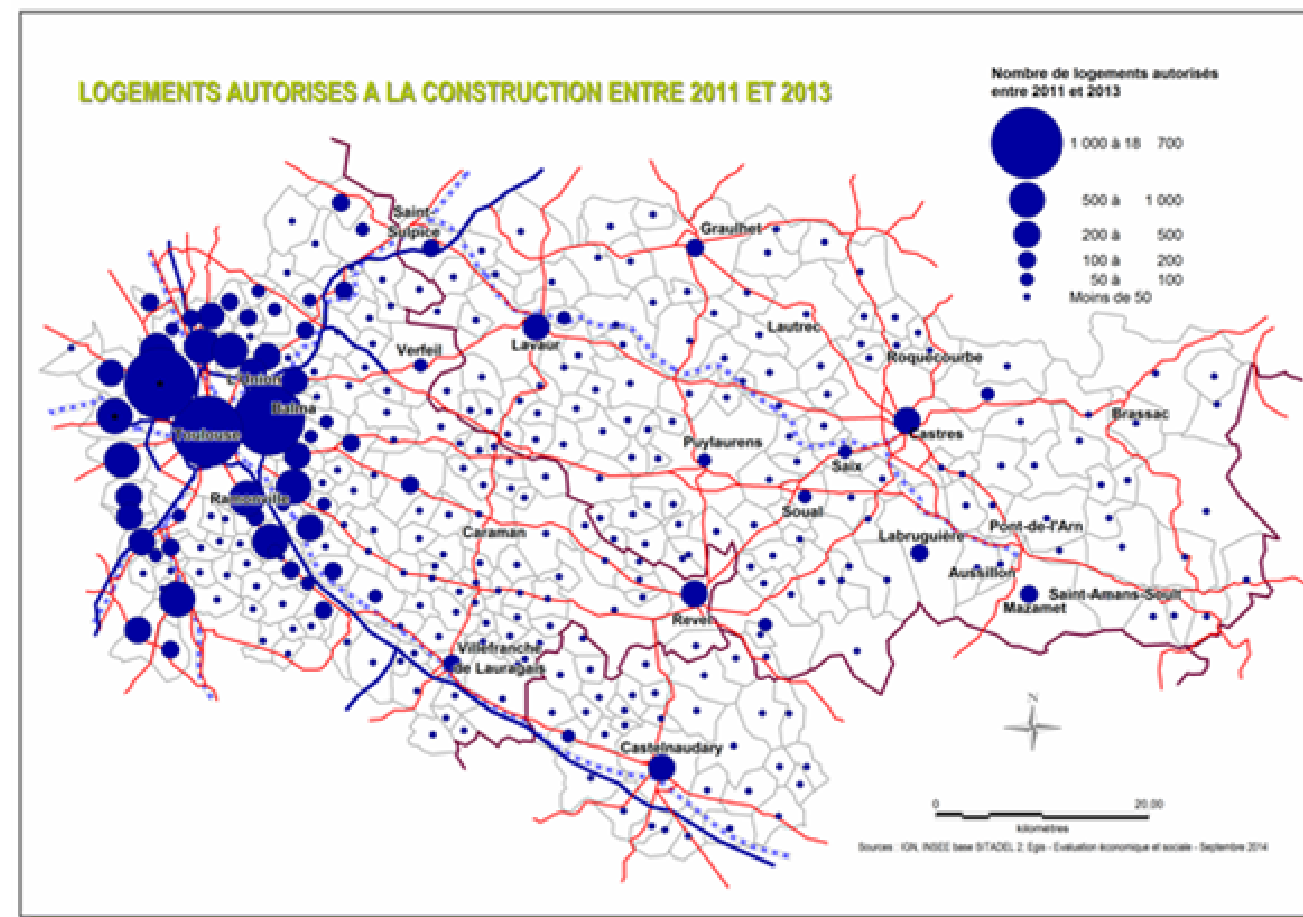 LOGEMENTS AUTORISES A LA CONSTRUCTION ENTRE 2011 ET 2013
Nombre de logements autorisés
entre 2011 et 2013
1 000 à 18 700
500 à 1 000
200 à 500
100 à 200
50 à 100
Moins de 50
Saint-
Sulpice
Graulhet
Lautrec
Roquecourbe
Verfeil
Lavaur
L'Union
Balma
Toulouse
Brassac
Castres
Puylaurens
Saix
Ramonville
Soual
Caraman
Pont-de-l'Arn
Labruguière
Aussillon
Saint-Amans-Soult
Mazamet
Revel
Villefranche
de Lauragais
Castelnaudary
N
0 20,00
kilomètres
Sources : IGN, INSEE base SITADEL 2, Egis - Evaluation économique et sociale - Septembre 2014